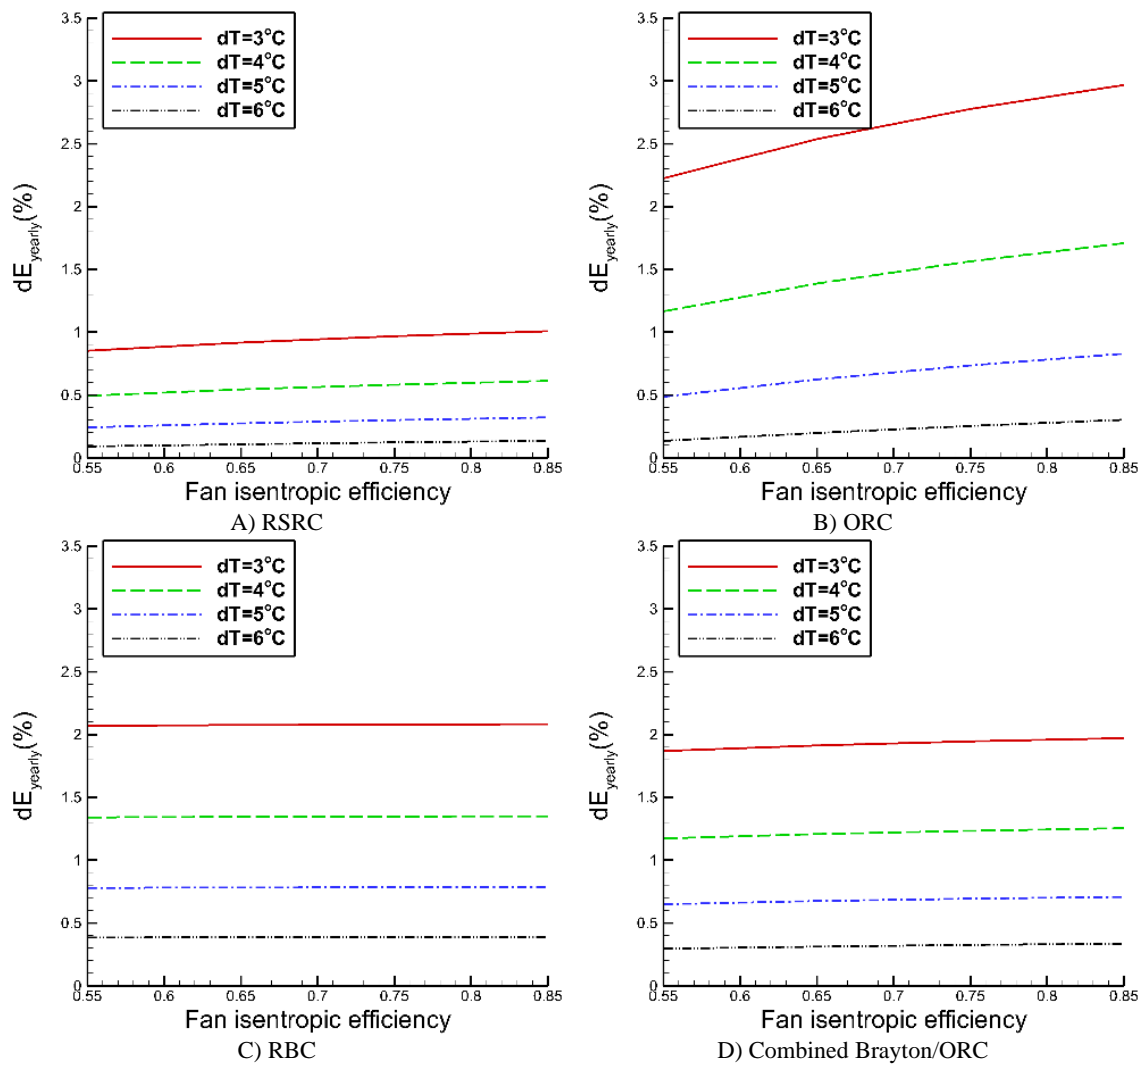 3.5
3
2.5
2
1.5
1
0.5
0
dT=3°C
dT=4°C
dT=5°C
dT=6°C
dE_yearly(%)
0.55 0.6 0.65 0.7 0.75 0.8 0.85
Fan isentropic efficiency
A) RSRC
3.5
3
2.5
2
1.5
1
0.5
0
dT=3°C
dT=4°C
dT=5°C
dT=6°C
dE_yearly(%)
0.55 0.6 0.65 0.7 0.75 0.8 0.85
Fan isentropic efficiency
B) ORC
3.5
3
2.5
2
1.5
1
0.5
0
dT=3°C
dT=4°C
dT=5°C
dT=6°C
dE_yearly(%)
0.55 0.6 0.65 0.7 0.75 0.8 0.85
Fan isentropic efficiency
C) RBC
3.5
3
2.5
2
1.5
1
0.5
0
dT=3°C
dT=4°C
dT=5°C
dT=6°C
dE_yearly(%)
0.55 0.6 0.65 0.7 0.75 0.8 0.85
Fan isentropic efficiency
D) Combined Brayton/ORC